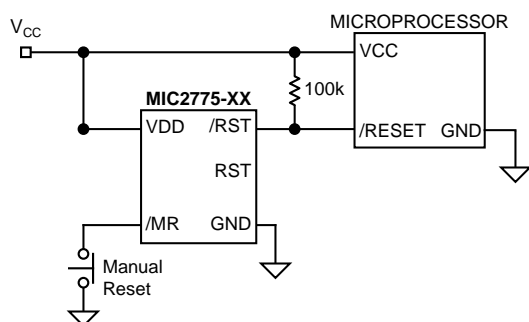 VCC
MICROPROCESSOR
VCC
100k
MIC2775-XX
VDD
/RST
/RESET
GND
RST
/MR
GND
Manual
Reset